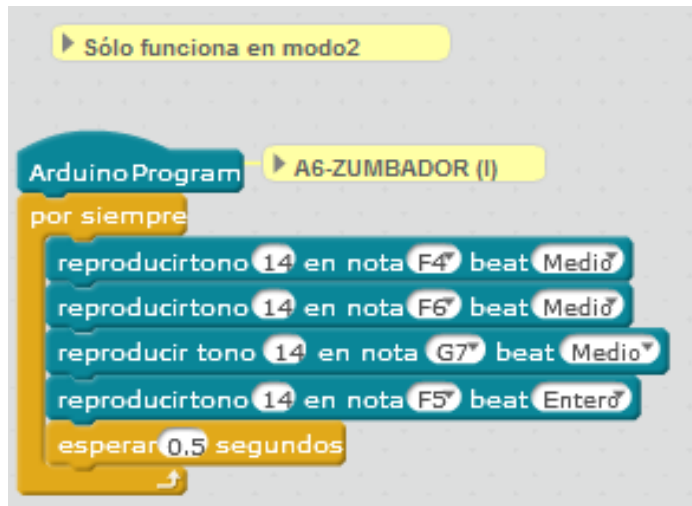 Sólo funciona en modo2
Arduino Program
A6-ZUMBADOR (I)
por siempre
reproducirtono 14 en nota F4 beat Medio
reproducirtono 14 en nota F6 beat Medio
reproducir tono 14 en nota G7 beat Medio
reproducirtono 14 en nota F5 beat Entero
esperar 0.5 segundos